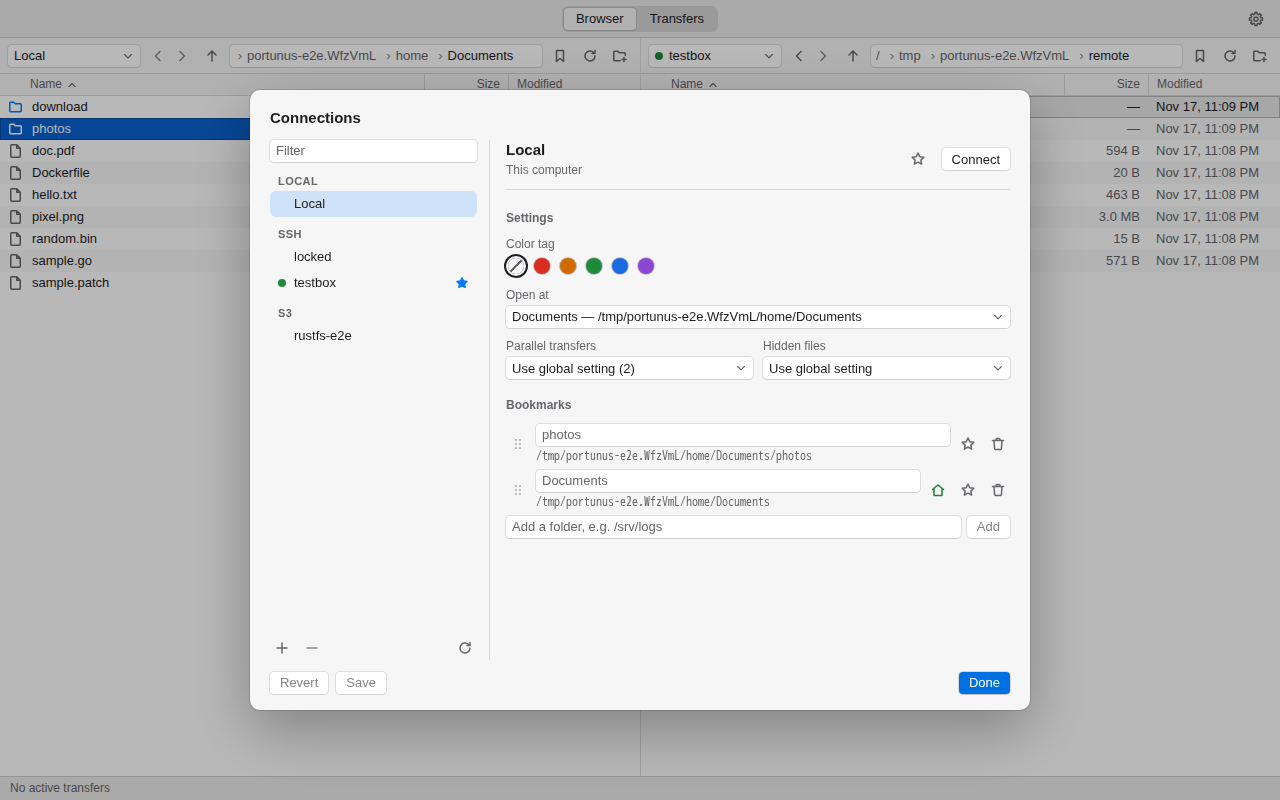 Browser Transfers
Local
› portunus-e2e.WfzVmL › home › Documents
testbox
/ › tmp › portunus-e2e.WfzVmL › remote
Name Size Modified
Name Size Modified
download
— Nov 17, 11:09 PM
photos
— Nov 17, 11:09 PM
doc.pdf
594 B Nov 17, 11:08 PM
Dockerfile
20 B Nov 17, 11:08 PM
hello.txt
463 B Nov 17, 11:08 PM
pixel.png
3.0 MB Nov 17, 11:08 PM
random.bin
15 B Nov 17, 11:08 PM
sample.go
571 B Nov 17, 11:08 PM
sample.patch
Connections
Filter
LOCAL
Local
SSH
locked
testbox
S3
rustfs-e2e
Local
This computer
Connect
Settings
Color tag
Open at
Documents — /tmp/portunus-e2e.WfzVmL/home/Documents
Parallel transfers Hidden files
Use global setting (2) Use global setting
Bookmarks
photos
/tmp/portunus-e2e.WfzVmL/home/Documents/photos
Documents
/tmp/portunus-e2e.WfzVmL/home/Documents
Add a folder, e.g. /srv/logs Add
Revert Save Done
No active transfers